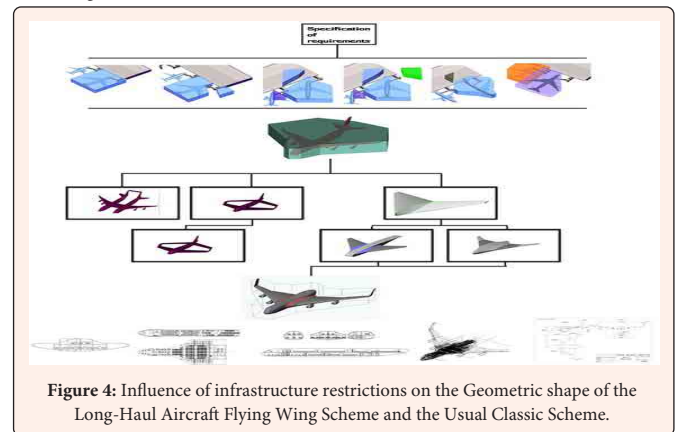 Specification
of
requirements
Figure 4: Influence of infrastructure restrictions on the Geometric shape of the
Long-Haul Aircraft Flying Wing Scheme and the Usual Classic Scheme.